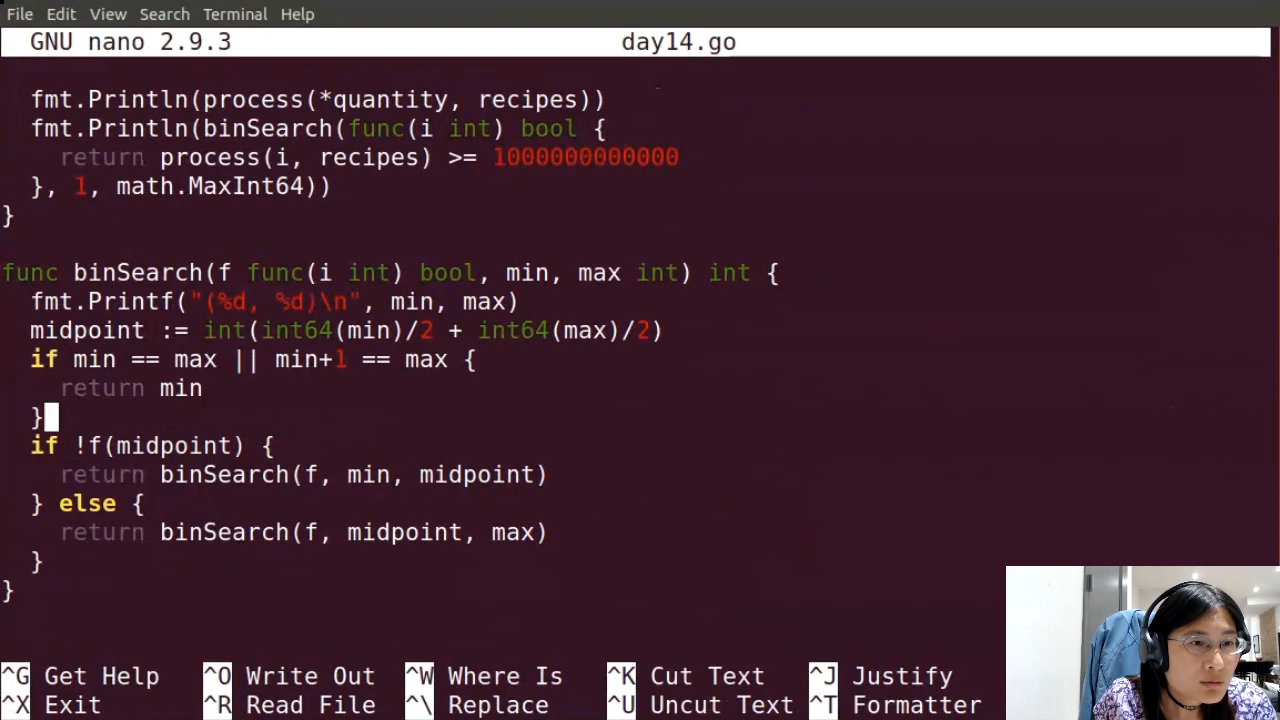 File Edit View Search Terminal Help
GNU nano 2.9.3 day14.go
fmt.Println(process(*quantity, recipes))
fmt.Println(binSearch(func(i int) bool {
return process(i, recipes) >= 1000000000000
}, 1, math.MaxInt64))
}
func binSearch(f func(i int) bool, min, max int) int {
fmt.Printf("(%d, %d)\n", min, max)
midpoint := int(int64(min)/2 + int64(max)/2)
if min == max || min+1 == max {
return min
}
if !f(midpoint) {
return binSearch(f, min, midpoint)
} else {
return binSearch(f, midpoint, max)
}
}
^G Get Help ^O Write Out ^W Where Is ^K Cut Text ^J Justify
^X Exit ^R Read File ^\ Replace ^U Uncut Text ^T Formatter